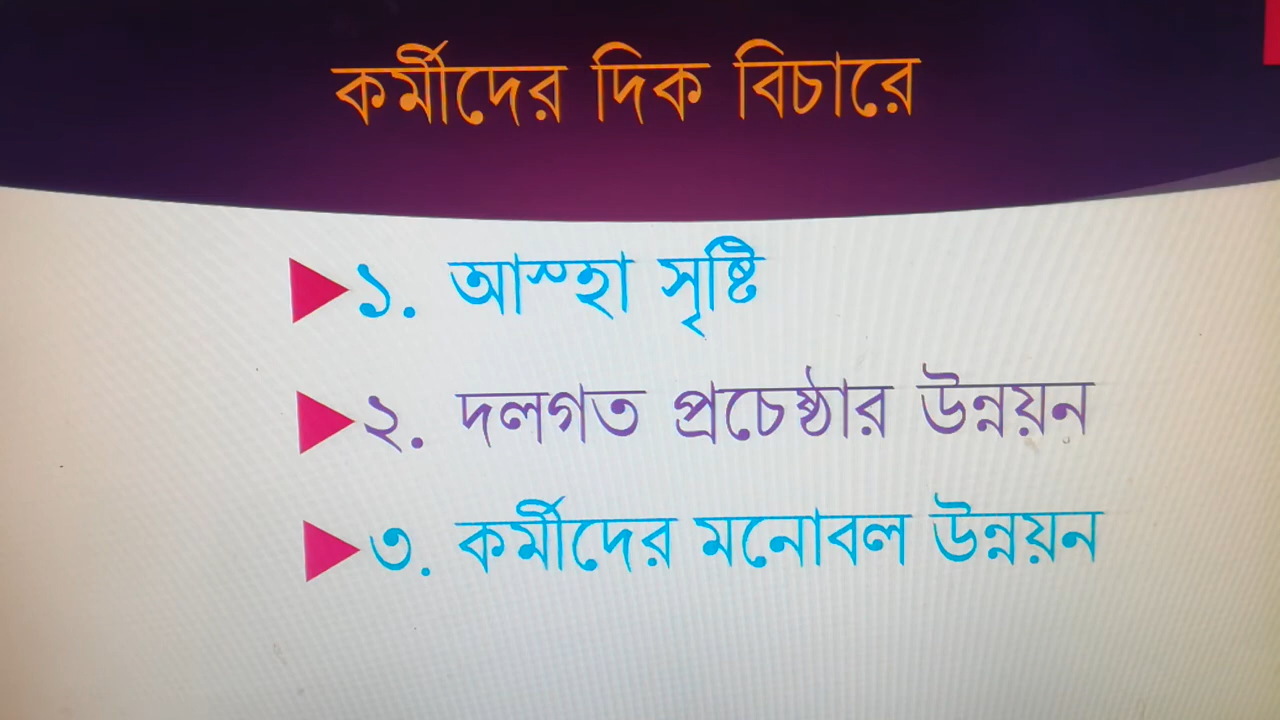 কর্মীদের দিক বিচারে
১. আস্হা সৃষ্টি
২. দলগত প্রচেষ্ঠার উন্নয়ন
৩. কর্মীদের মনোবল উন্নয়ন